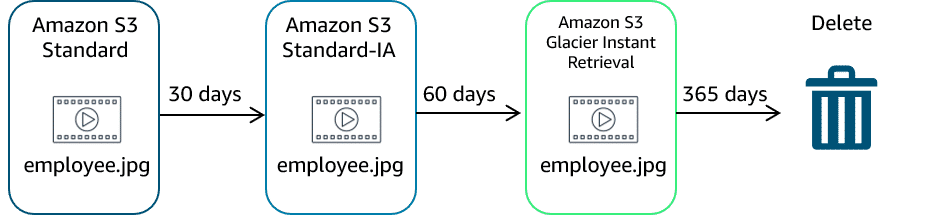 Amazon S3
Standard
employee.jpg
30 days
Amazon S3
Standard-IA
employee.jpg
60 days
Amazon S3
Glacier Instant
Retrieval
employee.jpg
365 days
Delete